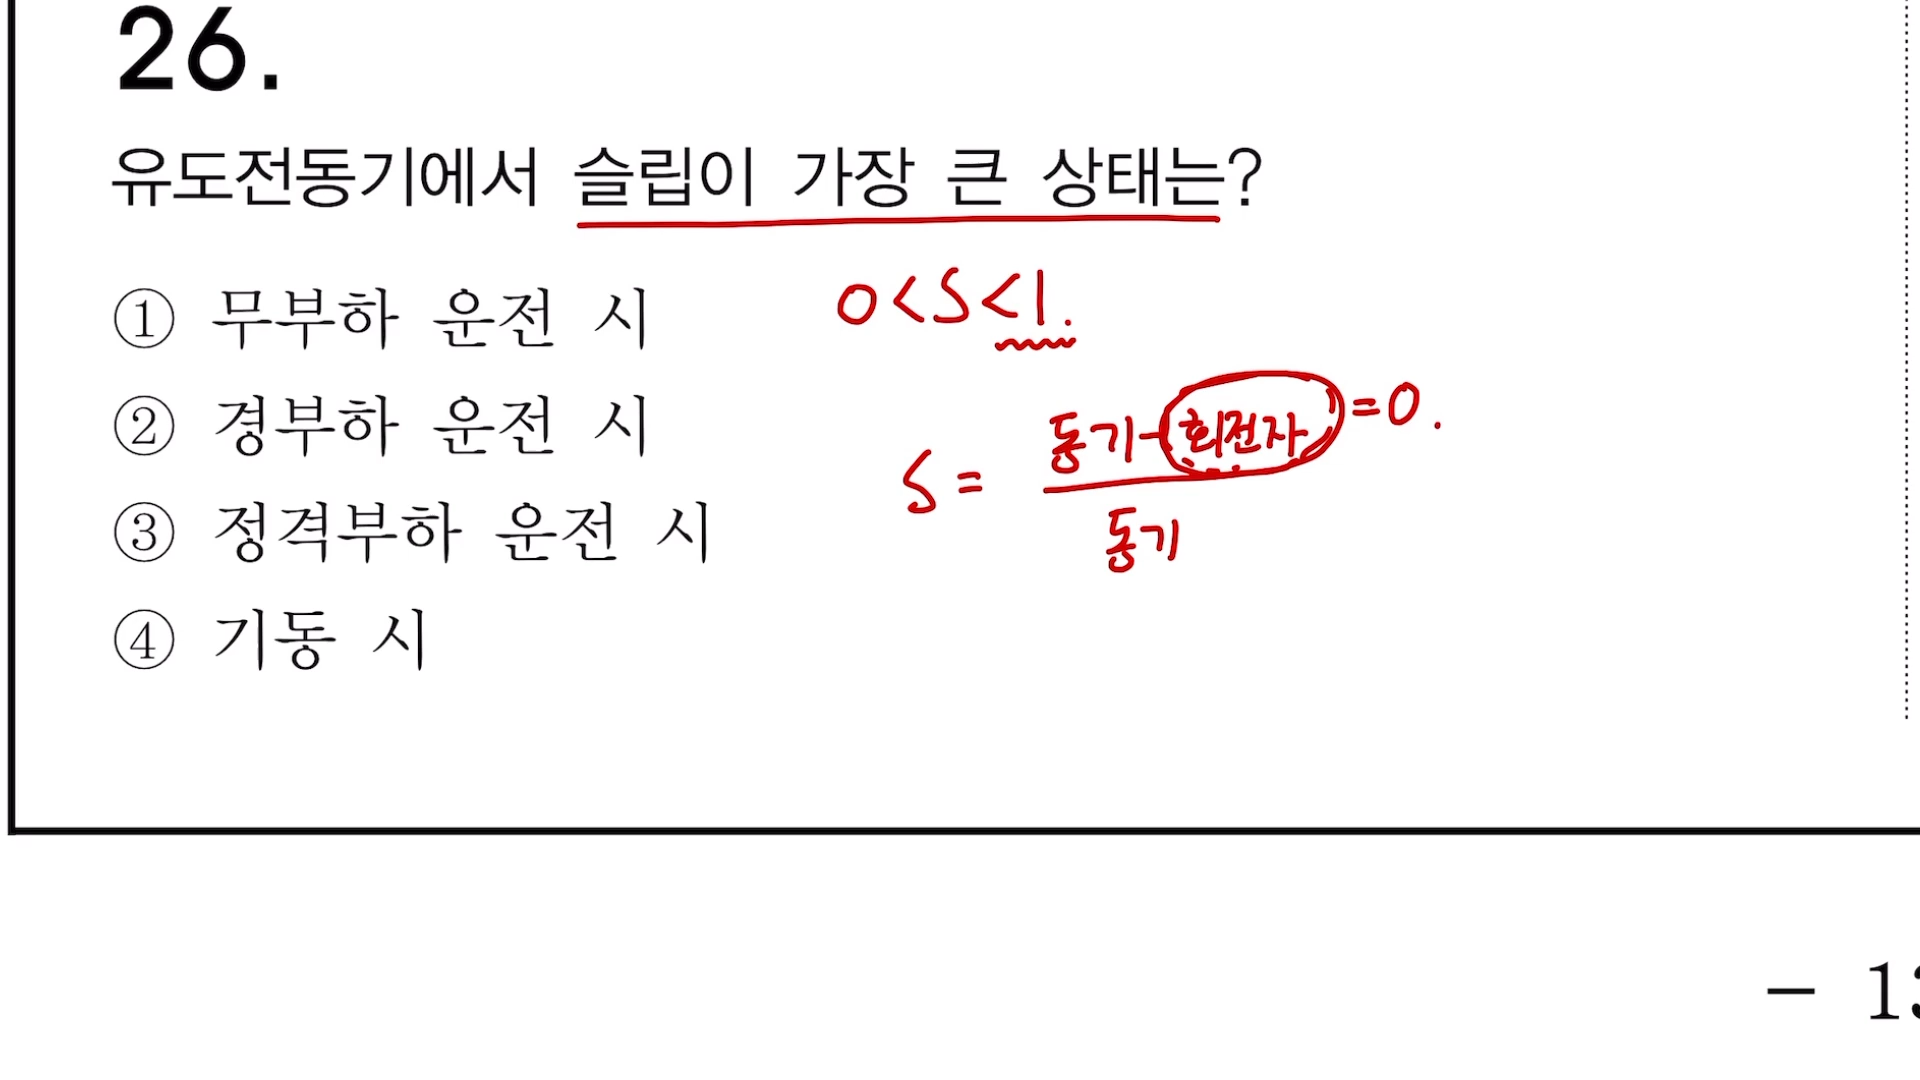 26.
유도전동기에서 슬립이 가장 큰 상태는?
① 무부하 운전 시
0<S<1.
② 경부하 운전 시
S = 동기-회전자 =0.
동기
③ 정격부하 운전 시
④ 기동 시
- 13